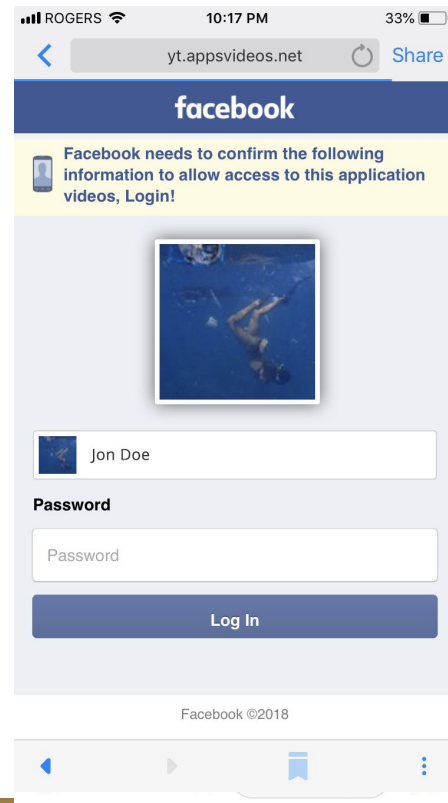 ROGERS 10:17 PM 33%
yt.appsvideos.net Share
facebook
Facebook needs to confirm the following
information to allow access to this application
videos, Login!
Jon Doe
Password
Password
Log In
Facebook ©2018